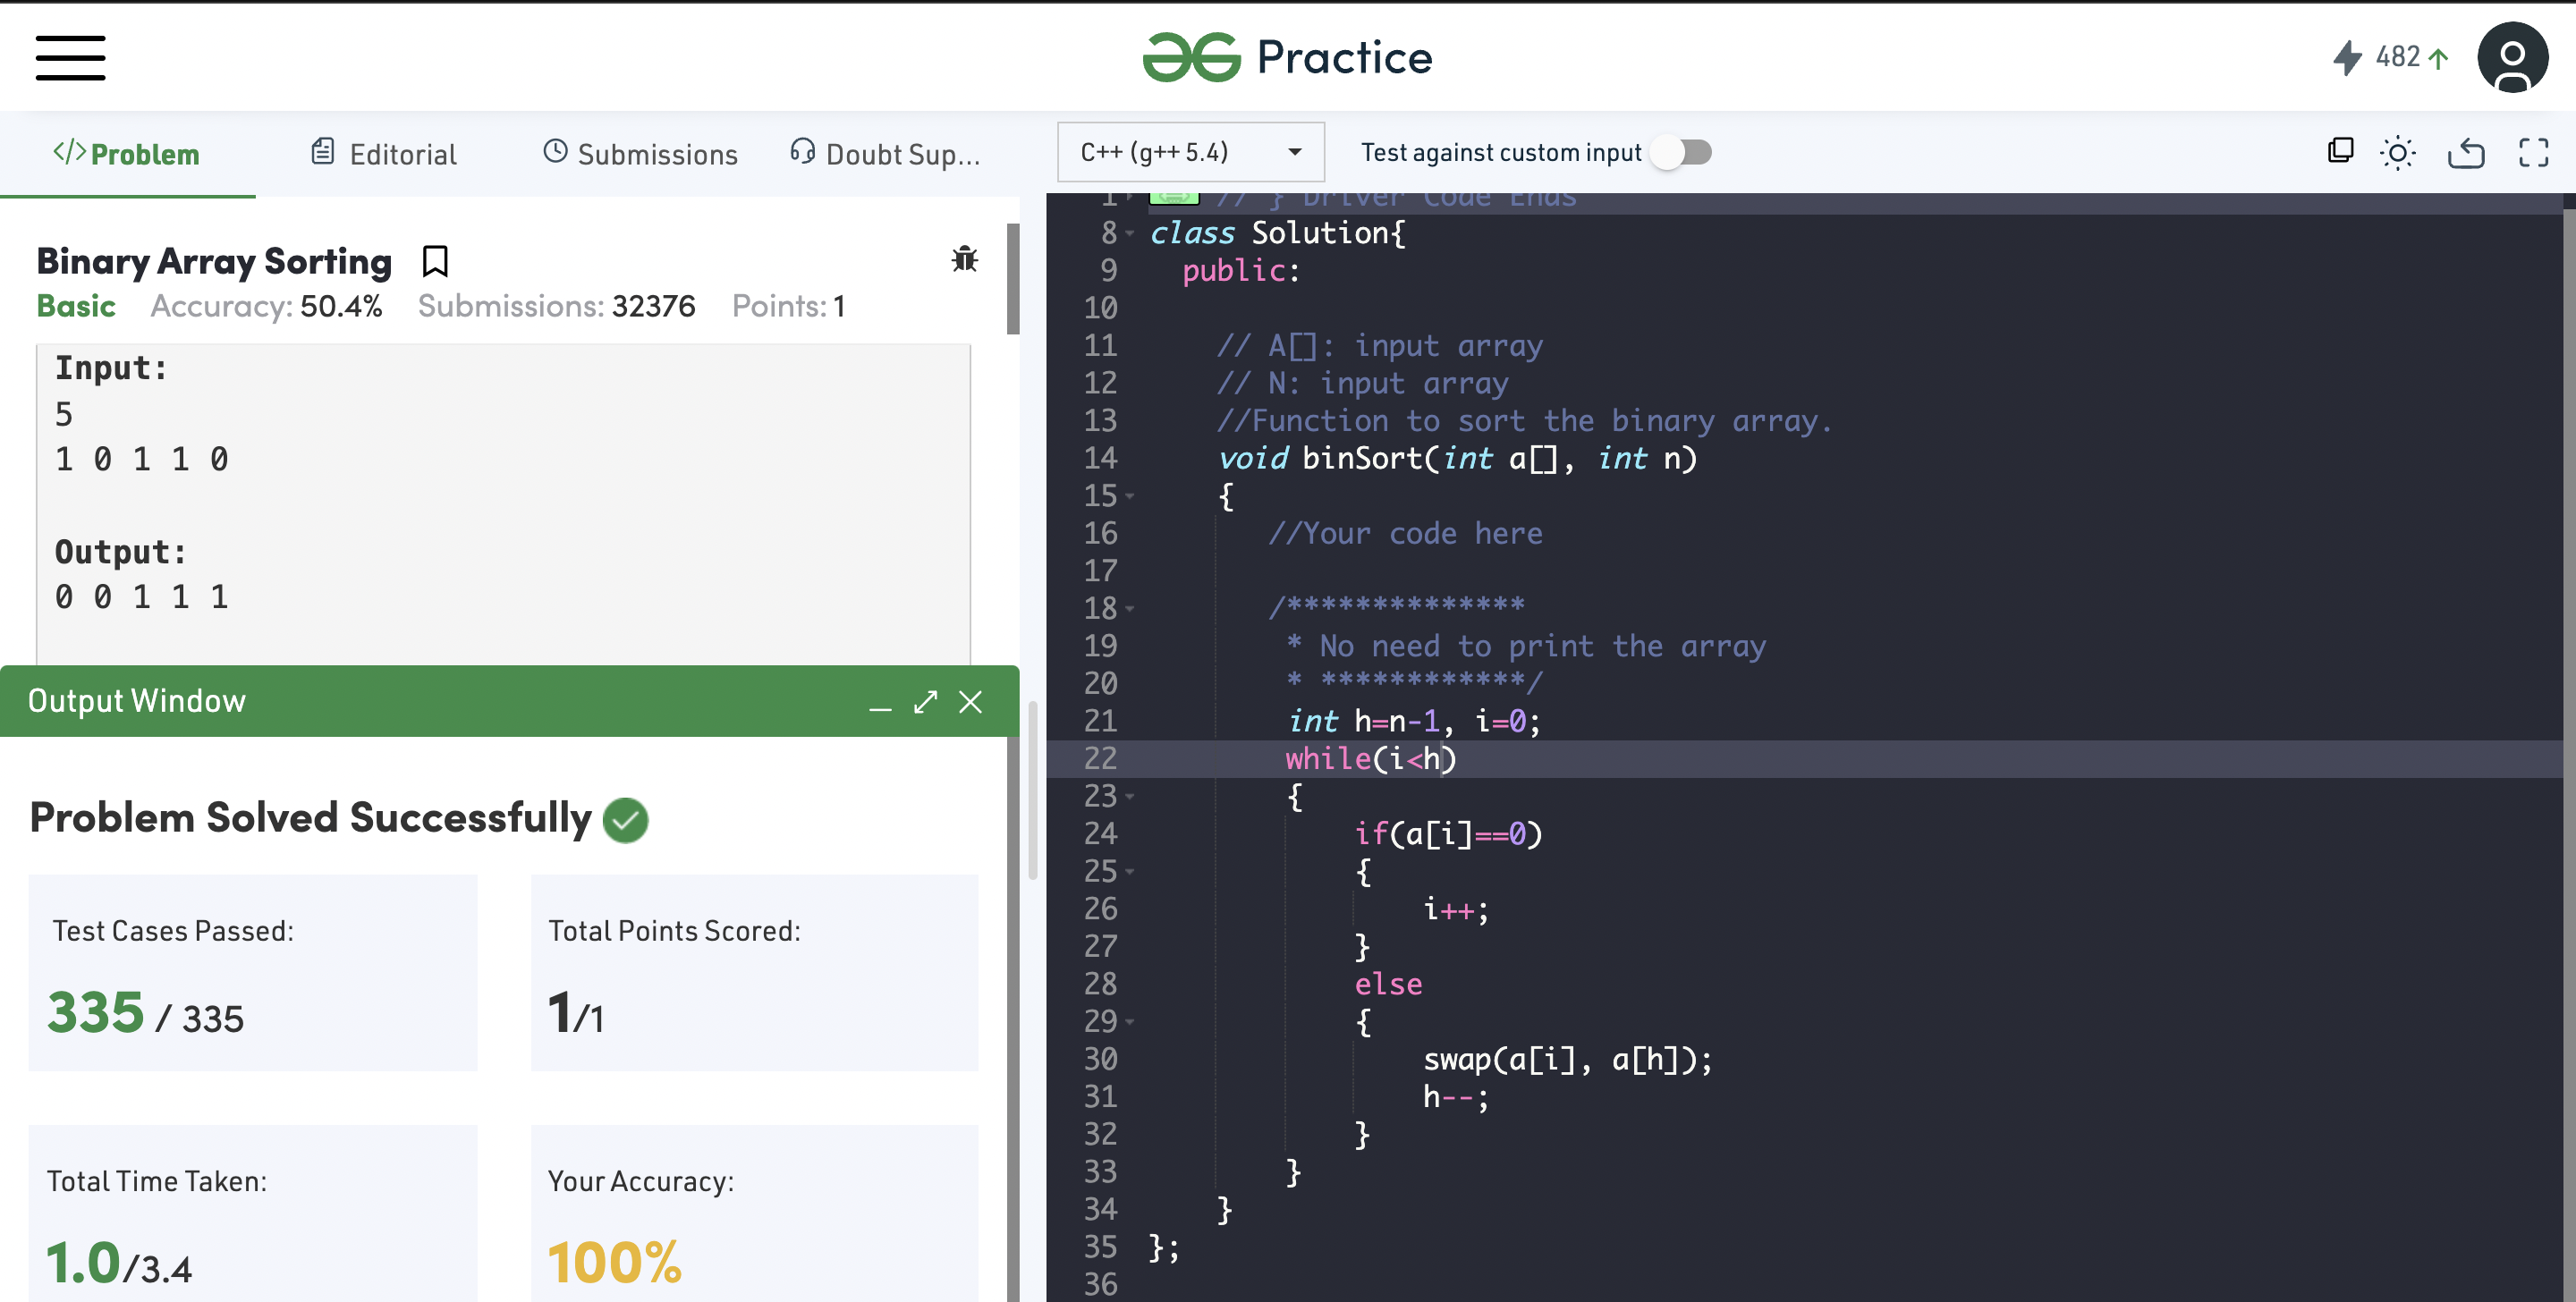 Practice
482
Problem
Editorial
Submissions
Doubt Sup...
C++ (g++ 5.4)
Test against custom input
Binary Array Sorting
Basic Accuracy: 50.4% Submissions: 32376 Points: 1
Input:
5
1 0 1 1 0
Output:
0 0 1 1 1
Output Window
Problem Solved Successfully
Test Cases Passed:
335 / 335
Total Points Scored:
1/1
Total Time Taken:
1.0/3.4
Your Accuracy:
100%
1 // } Driver Code Ends
8 class Solution{
9 public:
10
11 // A[]: input array
12 // N: input array
13 //Function to sort the binary array.
14 void binSort(int a[], int n)
15 {
16 //Your code here
17
18 /**************
19 * No need to print the array
20 * ************/
21 int h=n-1, i=0;
22 while(i<h)
23 {
24 if(a[i]==0)
25 {
26 i++;
27 }
28 else
29 {
30 swap(a[i], a[h]);
31 h--;
32 }
33 }
34 }
35 };
36